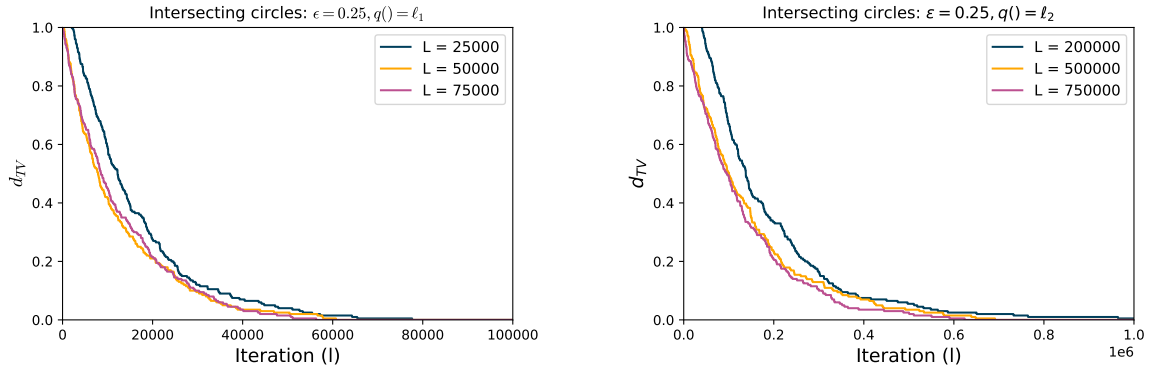 Intersecting circles: ϵ = 0.25, q() = ℓ₁
1.0
0.8
0.6
0.4
0.2
0.0
d_TV
L = 25000
L = 50000
L = 75000
0
20000
40000
60000
80000
100000
Iteration (l)
Intersecting circles: ε = 0.25, q() = ℓ₂
1.0
0.8
0.6
0.4
0.2
0.0
d_TV
L = 200000
L = 500000
L = 750000
0.0
0.2
0.4
0.6
0.8
1.0
1e6
Iteration (l)